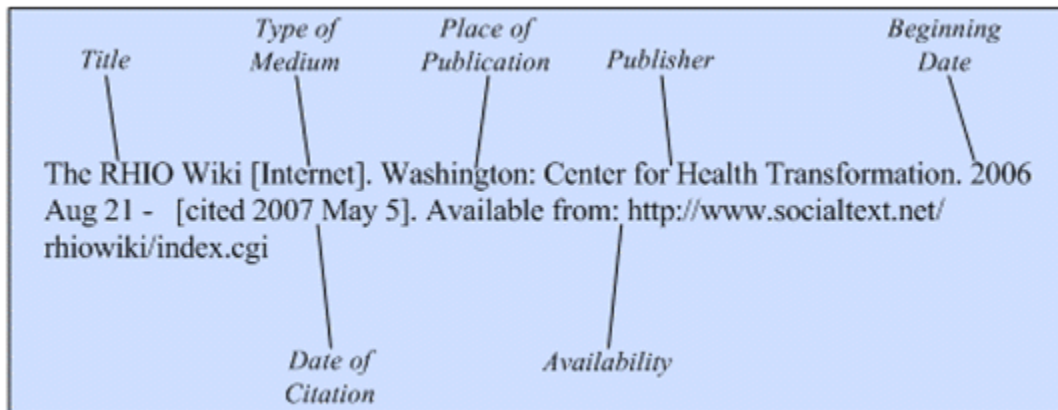 Type of Place of Beginning
Title Medium Publication Publisher Date
The RHIO Wiki [Internet]. Washington: Center for Health Transformation. 2006
Aug 21 - [cited 2007 May 5]. Available from: http://www.socialtext.net/
rhiowiki/index.cgi
Date of Availability
Citation